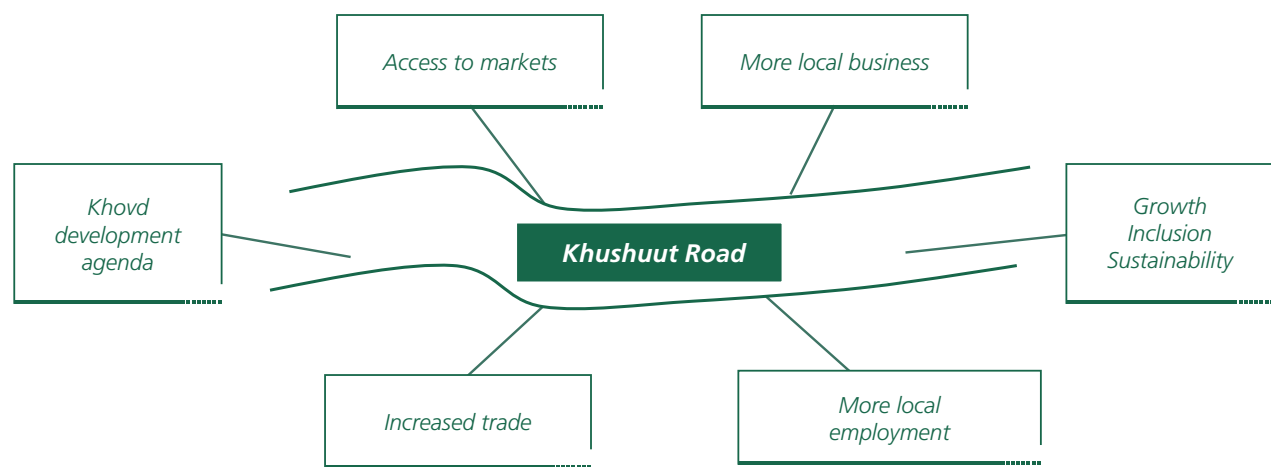 Access to markets
More local business
Khovd
development
agenda
Khushuut Road
Growth
Inclusion
Sustainability
Increased trade
More local
employment